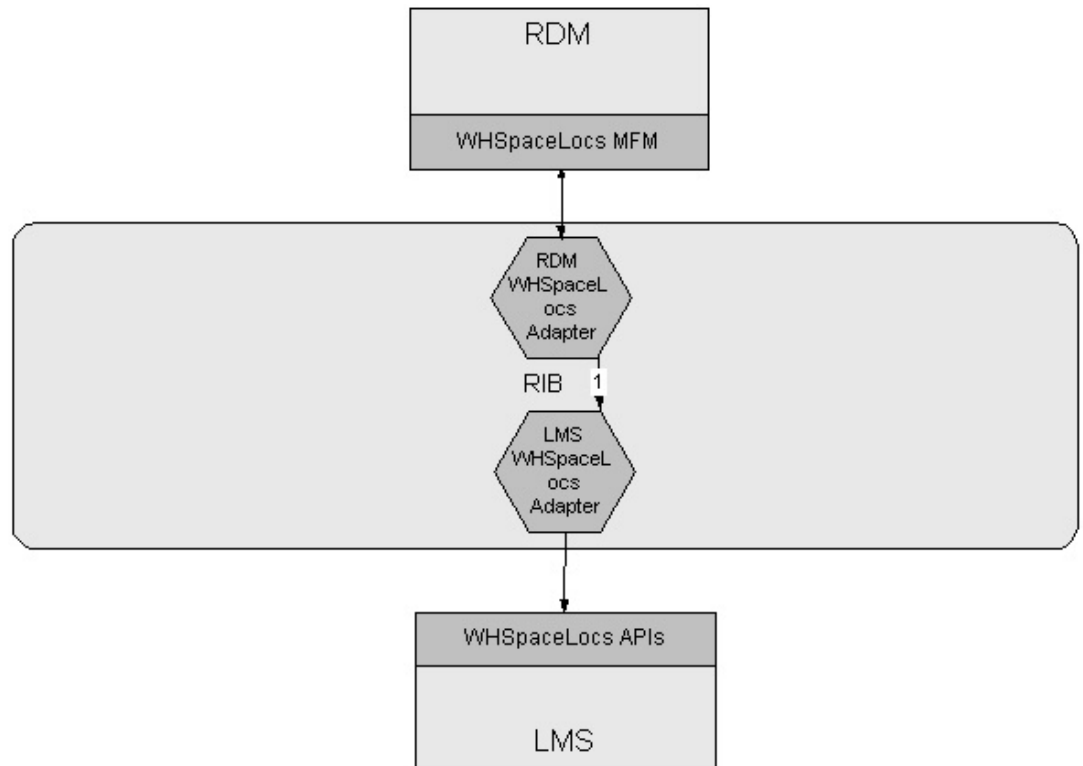 RDM
WHSpaceLocs MFM
RDM
WHSpaceL
ocs
Adapter
RIB
1
LMS
WHSpaceL
ocs
Adapter
WHSpaceLocs APIs
LMS